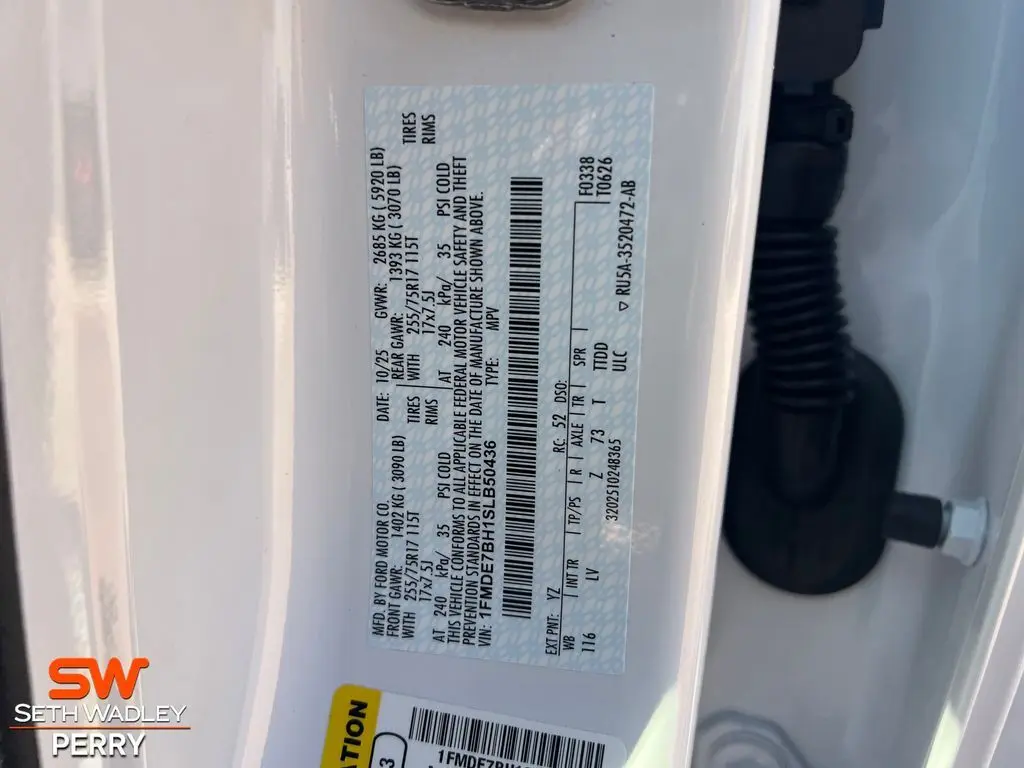 MFD. BY FORD MOTOR CO.
DATE: 10/25 GVWR: 2685 KG ( 5920 LB)
FRONT GAWR: 1402 KG ( 3090 LB) REAR GAWR: 1393 KG ( 3070 LB)
WITH 255/75R17 115T TIRES WITH 255/75R17 115T TIRES
17x7.5J RIMS 17x7.5J RIMS
AT 240 kPa/ 35 PSI COLD AT 240 kPa/ 35 PSI COLD
THIS VEHICLE CONFORMS TO ALL APPLICABLE FEDERAL MOTOR VEHICLE SAFETY AND THEFT
PREVENTION STANDARDS IN EFFECT ON THE DATE OF MANUFACTURE SHOWN ABOVE.
VIN: 1FMDE7BH1SLB50436 TYPE: MPV
EXT PNT: YZ RC: 52 DSO: F0338
WB INT TR TP/PS R AXLE TR SPR T0626
116 LV Z 73 T TTDD
3202510248365 ULC
RU5A-3520472-AB
SW
SETH WADLEY
PERRY